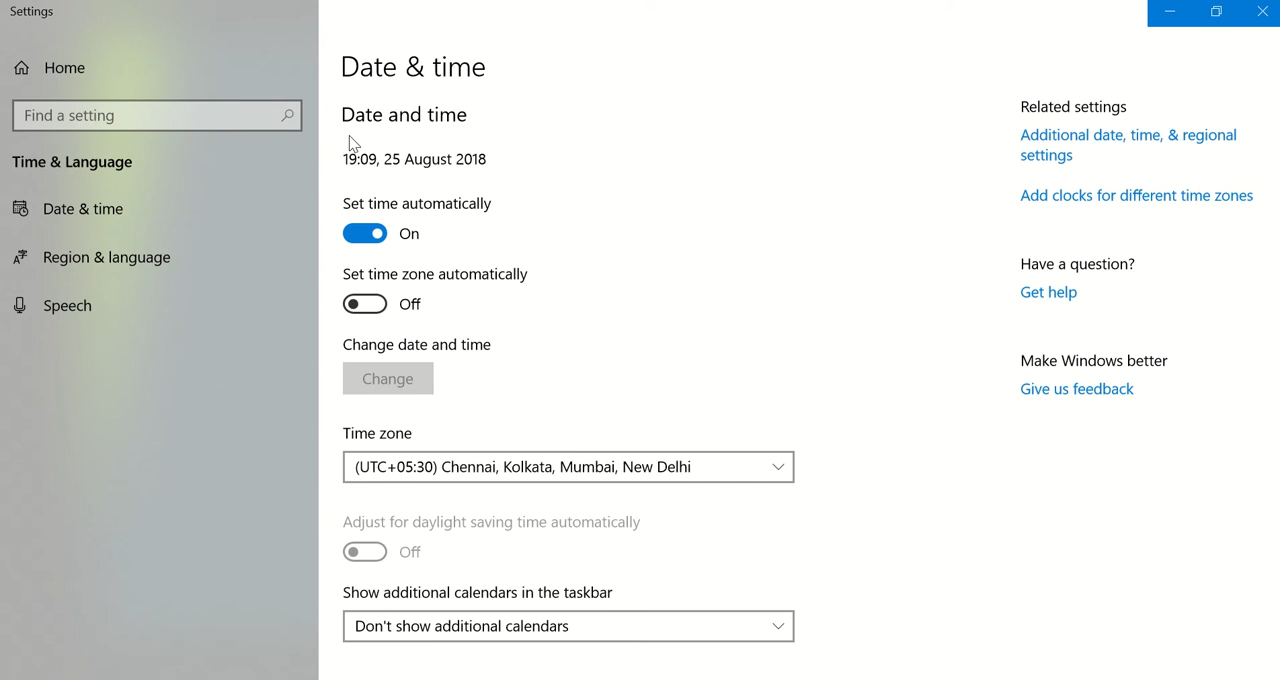 Settings
Home
Find a setting
Time & Language
Date & time
Region & language
Speech
Date & time
Date and time
19:09, 25 August 2018
Set time automatically
On
Set time zone automatically
Off
Change date and time
Change
Time zone
(UTC+05:30) Chennai, Kolkata, Mumbai, New Delhi
Adjust for daylight saving time automatically
Off
Show additional calendars in the taskbar
Don't show additional calendars
Related settings
Additional date, time, & regional
settings
Add clocks for different time zones
Have a question?
Get help
Make Windows better
Give us feedback